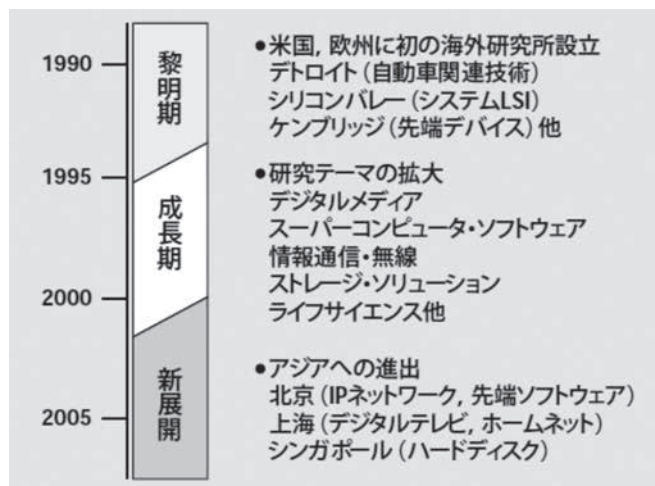 1990
黎明期
●米国, 欧州に初の海外研究所設立
デトロイト(自動車関連技術)
シリコンバレー(システムLSI)
ケンブリッジ(先端デバイス)他
1995
成長期
●研究テーマの拡大
デジタルメディア
スーパーコンピュータ・ソフトウェア
情報通信・無線
ストレージ・ソリューション
ライフサイエンス他
2000
新展開
●アジアへの進出
北京(IPネットワーク, 先端ソフトウェア)
上海(デジタルテレビ, ホームネット)
シンガポール(ハードディスク)
2005